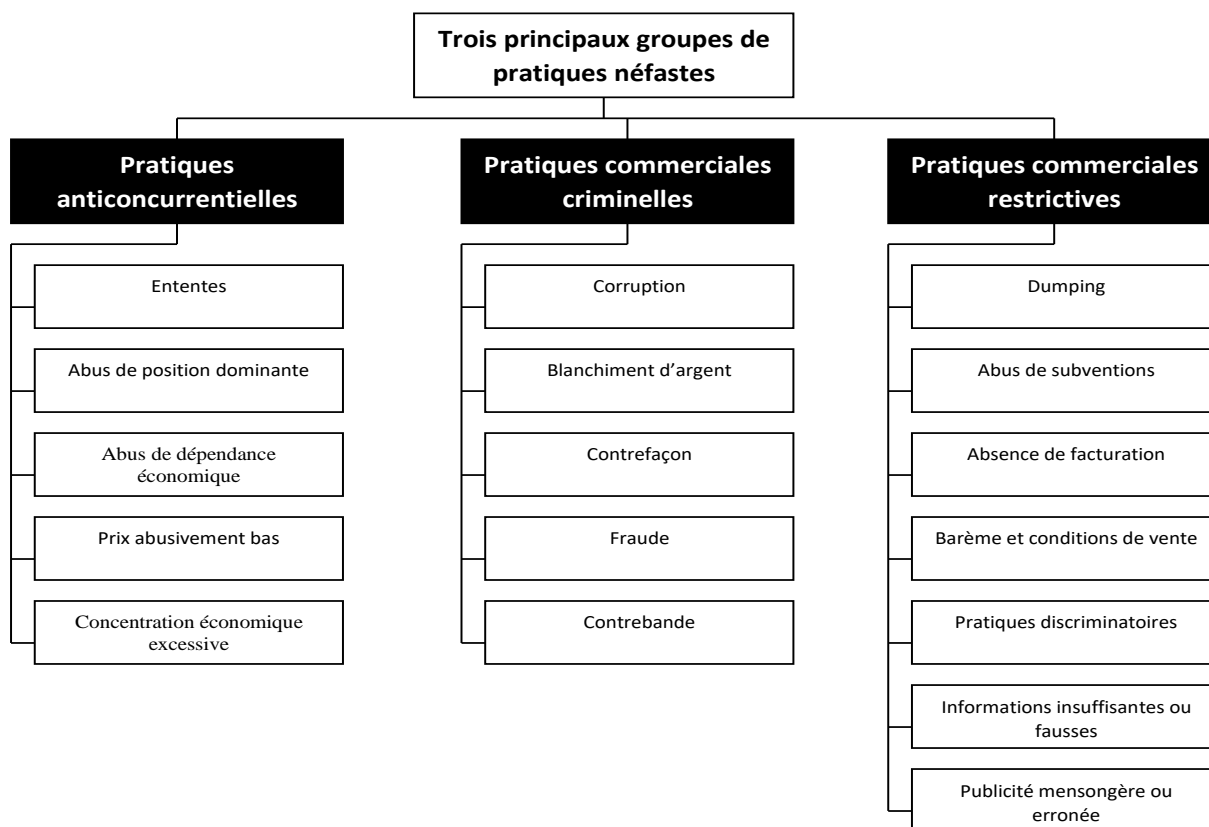 Trois principaux groupes de
pratiques néfastes
Pratiques
anticoncurrentielles
Ententes
Abus de position dominante
Abus de dépendance
économique
Prix abusivement bas
Concentration économique
excessive
Pratiques commerciales
criminelles
Corruption
Blanchiment d'argent
Contrefaçon
Fraude
Contrebande
Pratiques commerciales
restrictives
Dumping
Abus de subventions
Absence de facturation
Barème et conditions de vente
Pratiques discriminatoires
Informations insuffisantes ou
fausses
Publicité mensongère ou
erronée